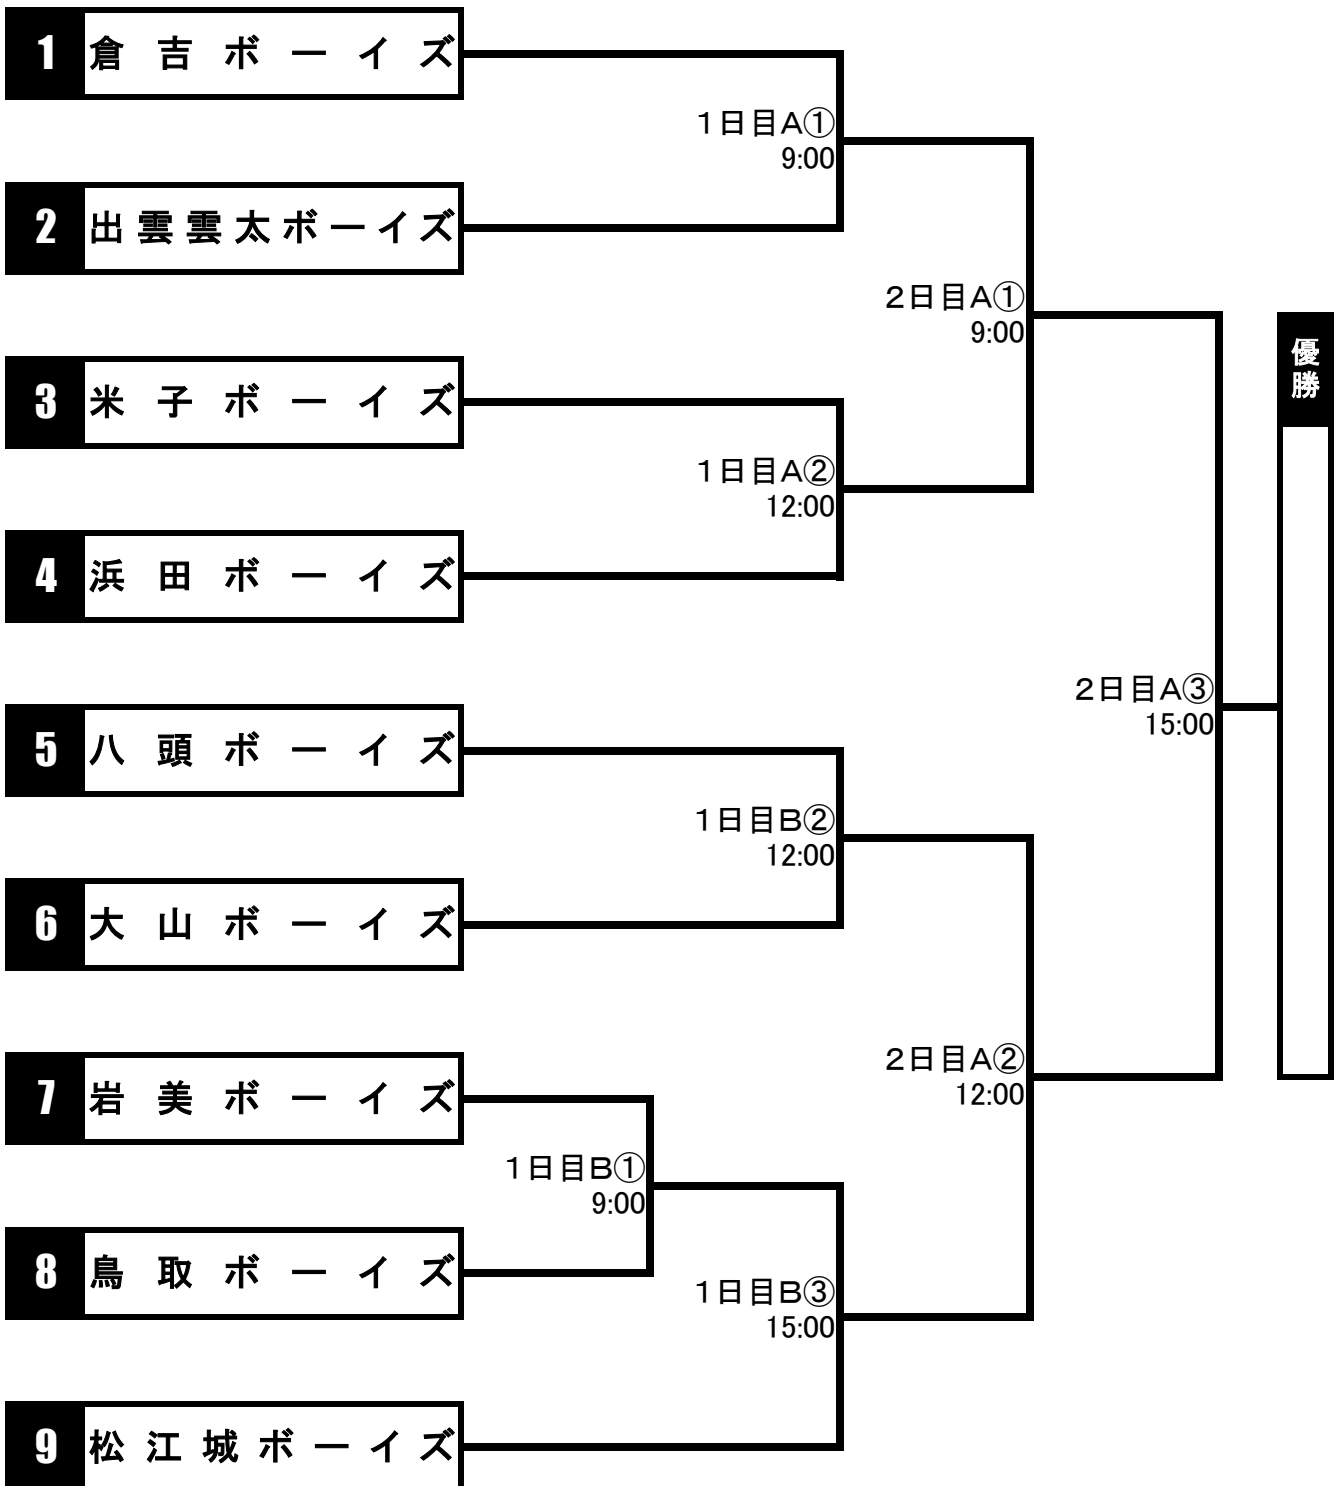 1 倉吉ボーイズ
1日目A①
9:00
2 出雲雲太ボーイズ
2日目A①
9:00
優勝
3 米子ボーイズ
1日目A②
12:00
4 浜田ボーイズ
2日目A③
15:00
5 八頭ボーイズ
1日目B②
12:00
6 大山ボーイズ
2日目A②
12:00
7 岩美ボーイズ
1日目B①
9:00
8 鳥取ボーイズ
1日目B③
15:00
9 松江城ボーイズ